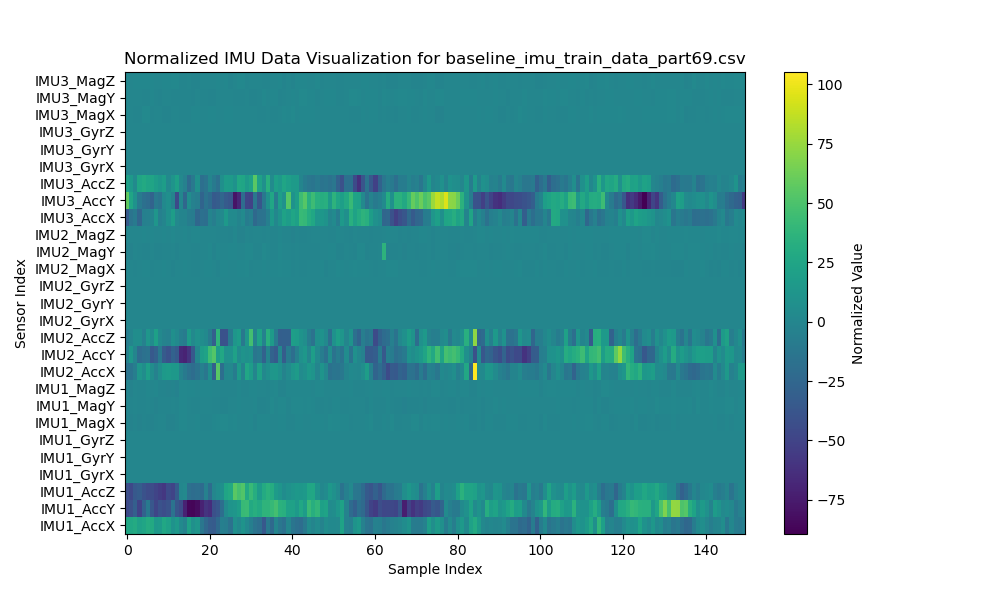 Normalized IMU Data Visualization for baseline_imu_train_data_part69.csv
IMU3_MagZ
IMU3_MagY
IMU3_MagX
IMU3_GyrZ
IMU3_GyrY
IMU3_GyrX
IMU3_AccZ
IMU3_AccY
IMU3_AccX
IMU2_MagZ
IMU2_MagY
IMU2_MagX
IMU2_GyrZ
IMU2_GyrY
IMU2_GyrX
IMU2_AccZ
IMU2_AccY
IMU2_AccX
IMU1_MagZ
IMU1_MagY
IMU1_MagX
IMU1_GyrZ
IMU1_GyrY
IMU1_GyrX
IMU1_AccZ
IMU1_AccY
IMU1_AccX
Sensor Index
0 20 40 60 80 100 120 140
Sample Index
100
75
50
25
0
−25
−50
−75
Normalized Value